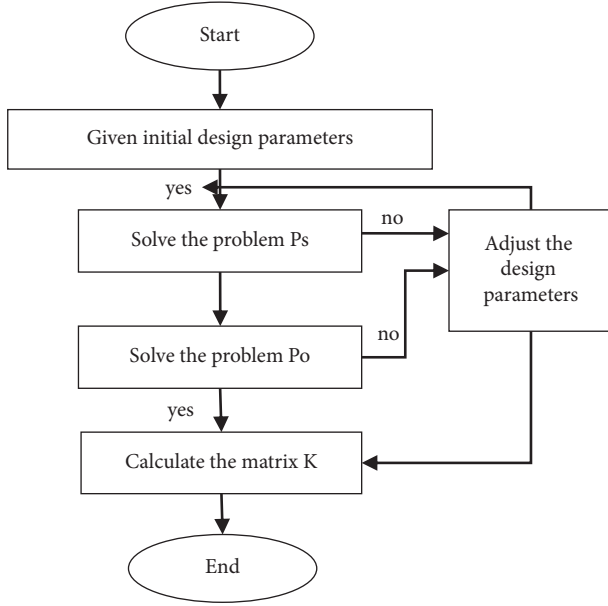 Start
Given initial design parameters
yes
Solve the problem Ps
no
Adjust the
design
parameters
Solve the problem Po
no
yes
Calculate the matrix K
End